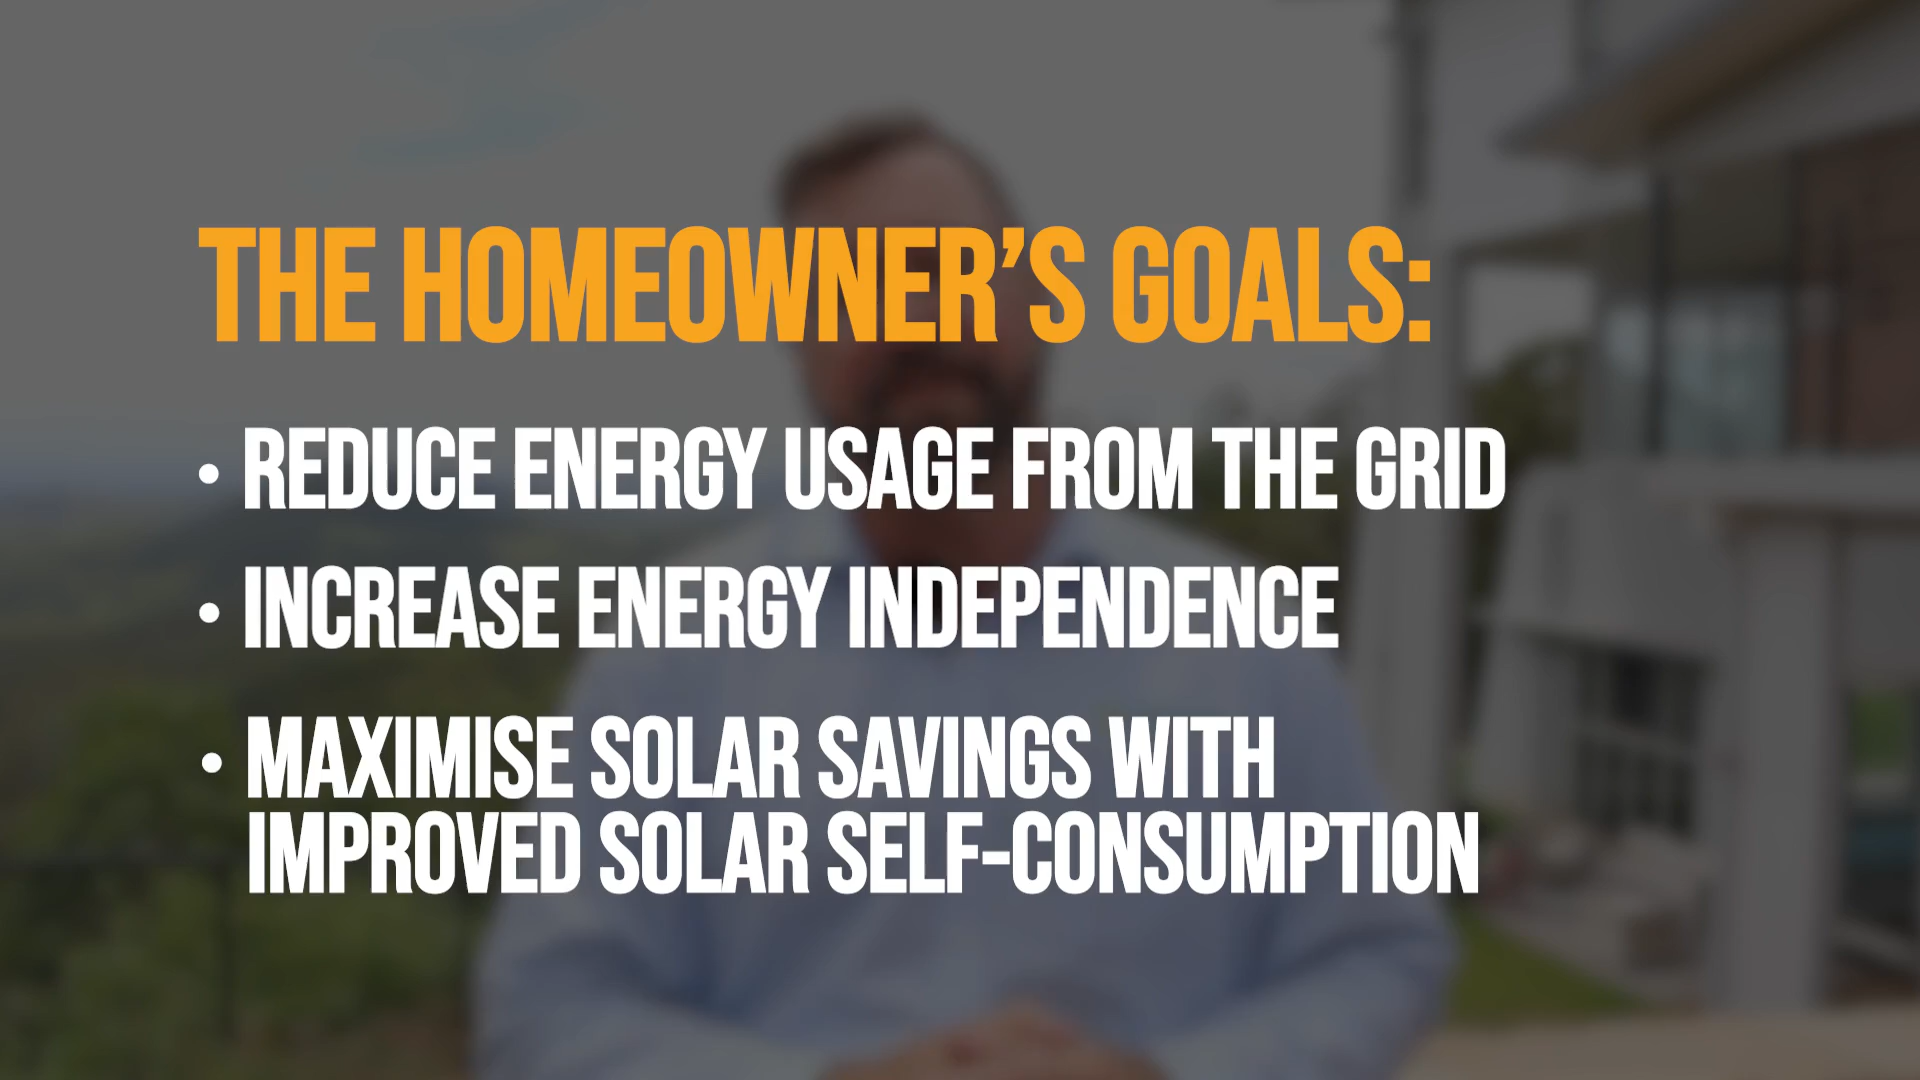 THE HOMEOWNER’S GOALS:
• REDUCE ENERGY USAGE FROM THE GRID
• INCREASE ENERGY INDEPENDENCE
• MAXIMISE SOLAR SAVINGS WITH
IMPROVED SOLAR SELF-CONSUMPTION